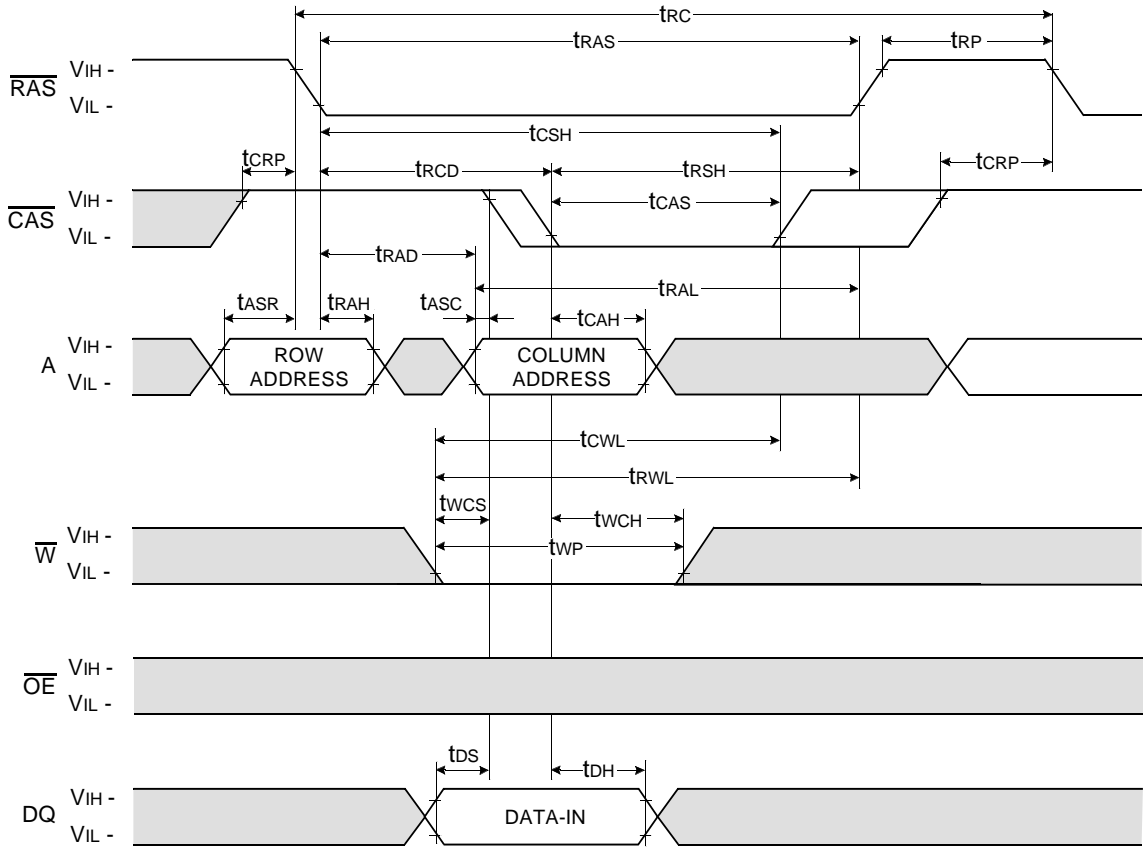 tRC
tRAS
tRP
RAS
VIH -
VIL -
tCSH
tCRP
tRCD
tRSH
tCRP
CAS
VIH -
VIL -
tCAS
tRAD
tRAL
tASR
tRAH
tASC
tCAH
A
VIH -
VIL -
ROW
ADDRESS
COLUMN
ADDRESS
tCWL
tRWL
tWCS
tWCH
W
VIH -
VIL -
tWP
OE
VIH -
VIL -
tDS
tDH
DQ
VIH -
VIL -
DATA-IN